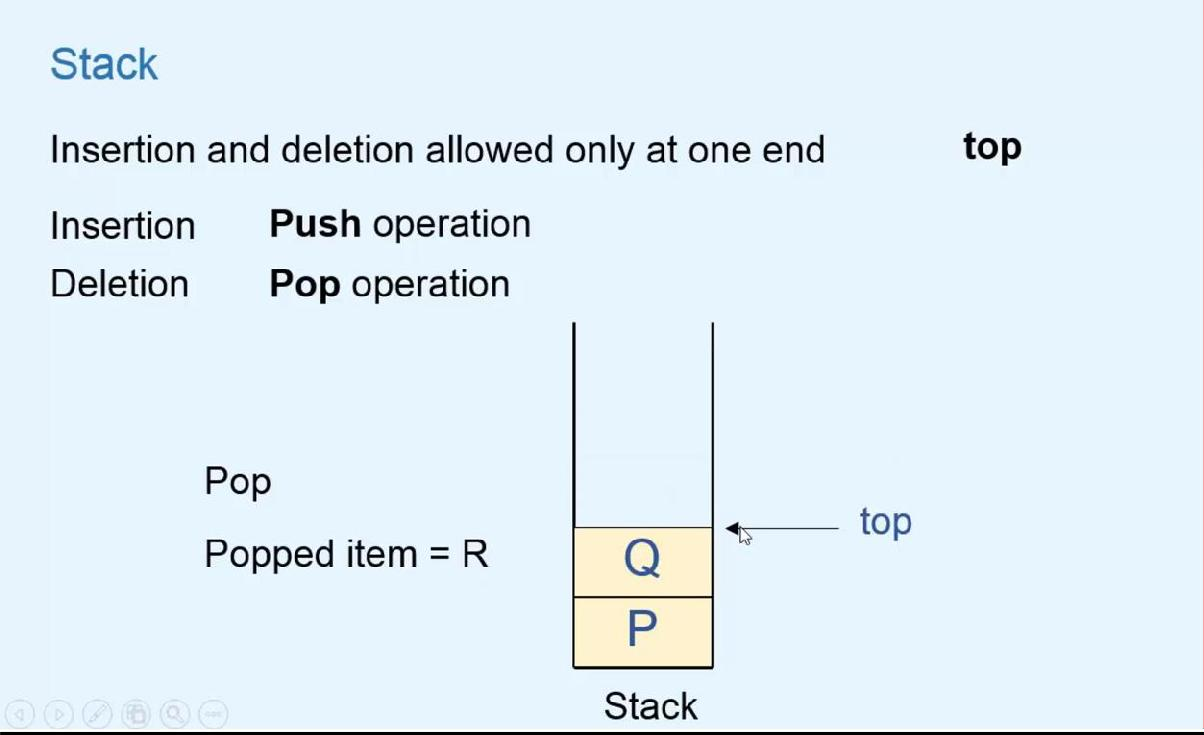 Stack
Insertion and deletion allowed only at one end top
Insertion Push operation
Deletion Pop operation
Pop
Popped item = R
top
Q
P
Stack